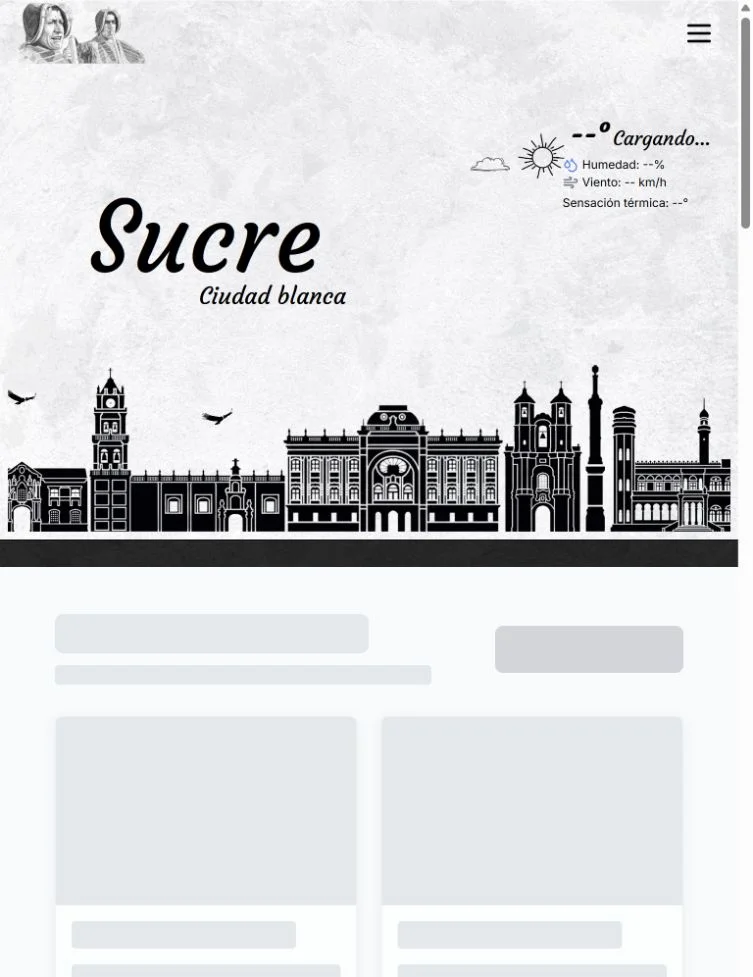 --° Cargando...
Humedad: --%
Viento: -- km/h
Sensación térmica: --°
Sucre
Ciudad blanca